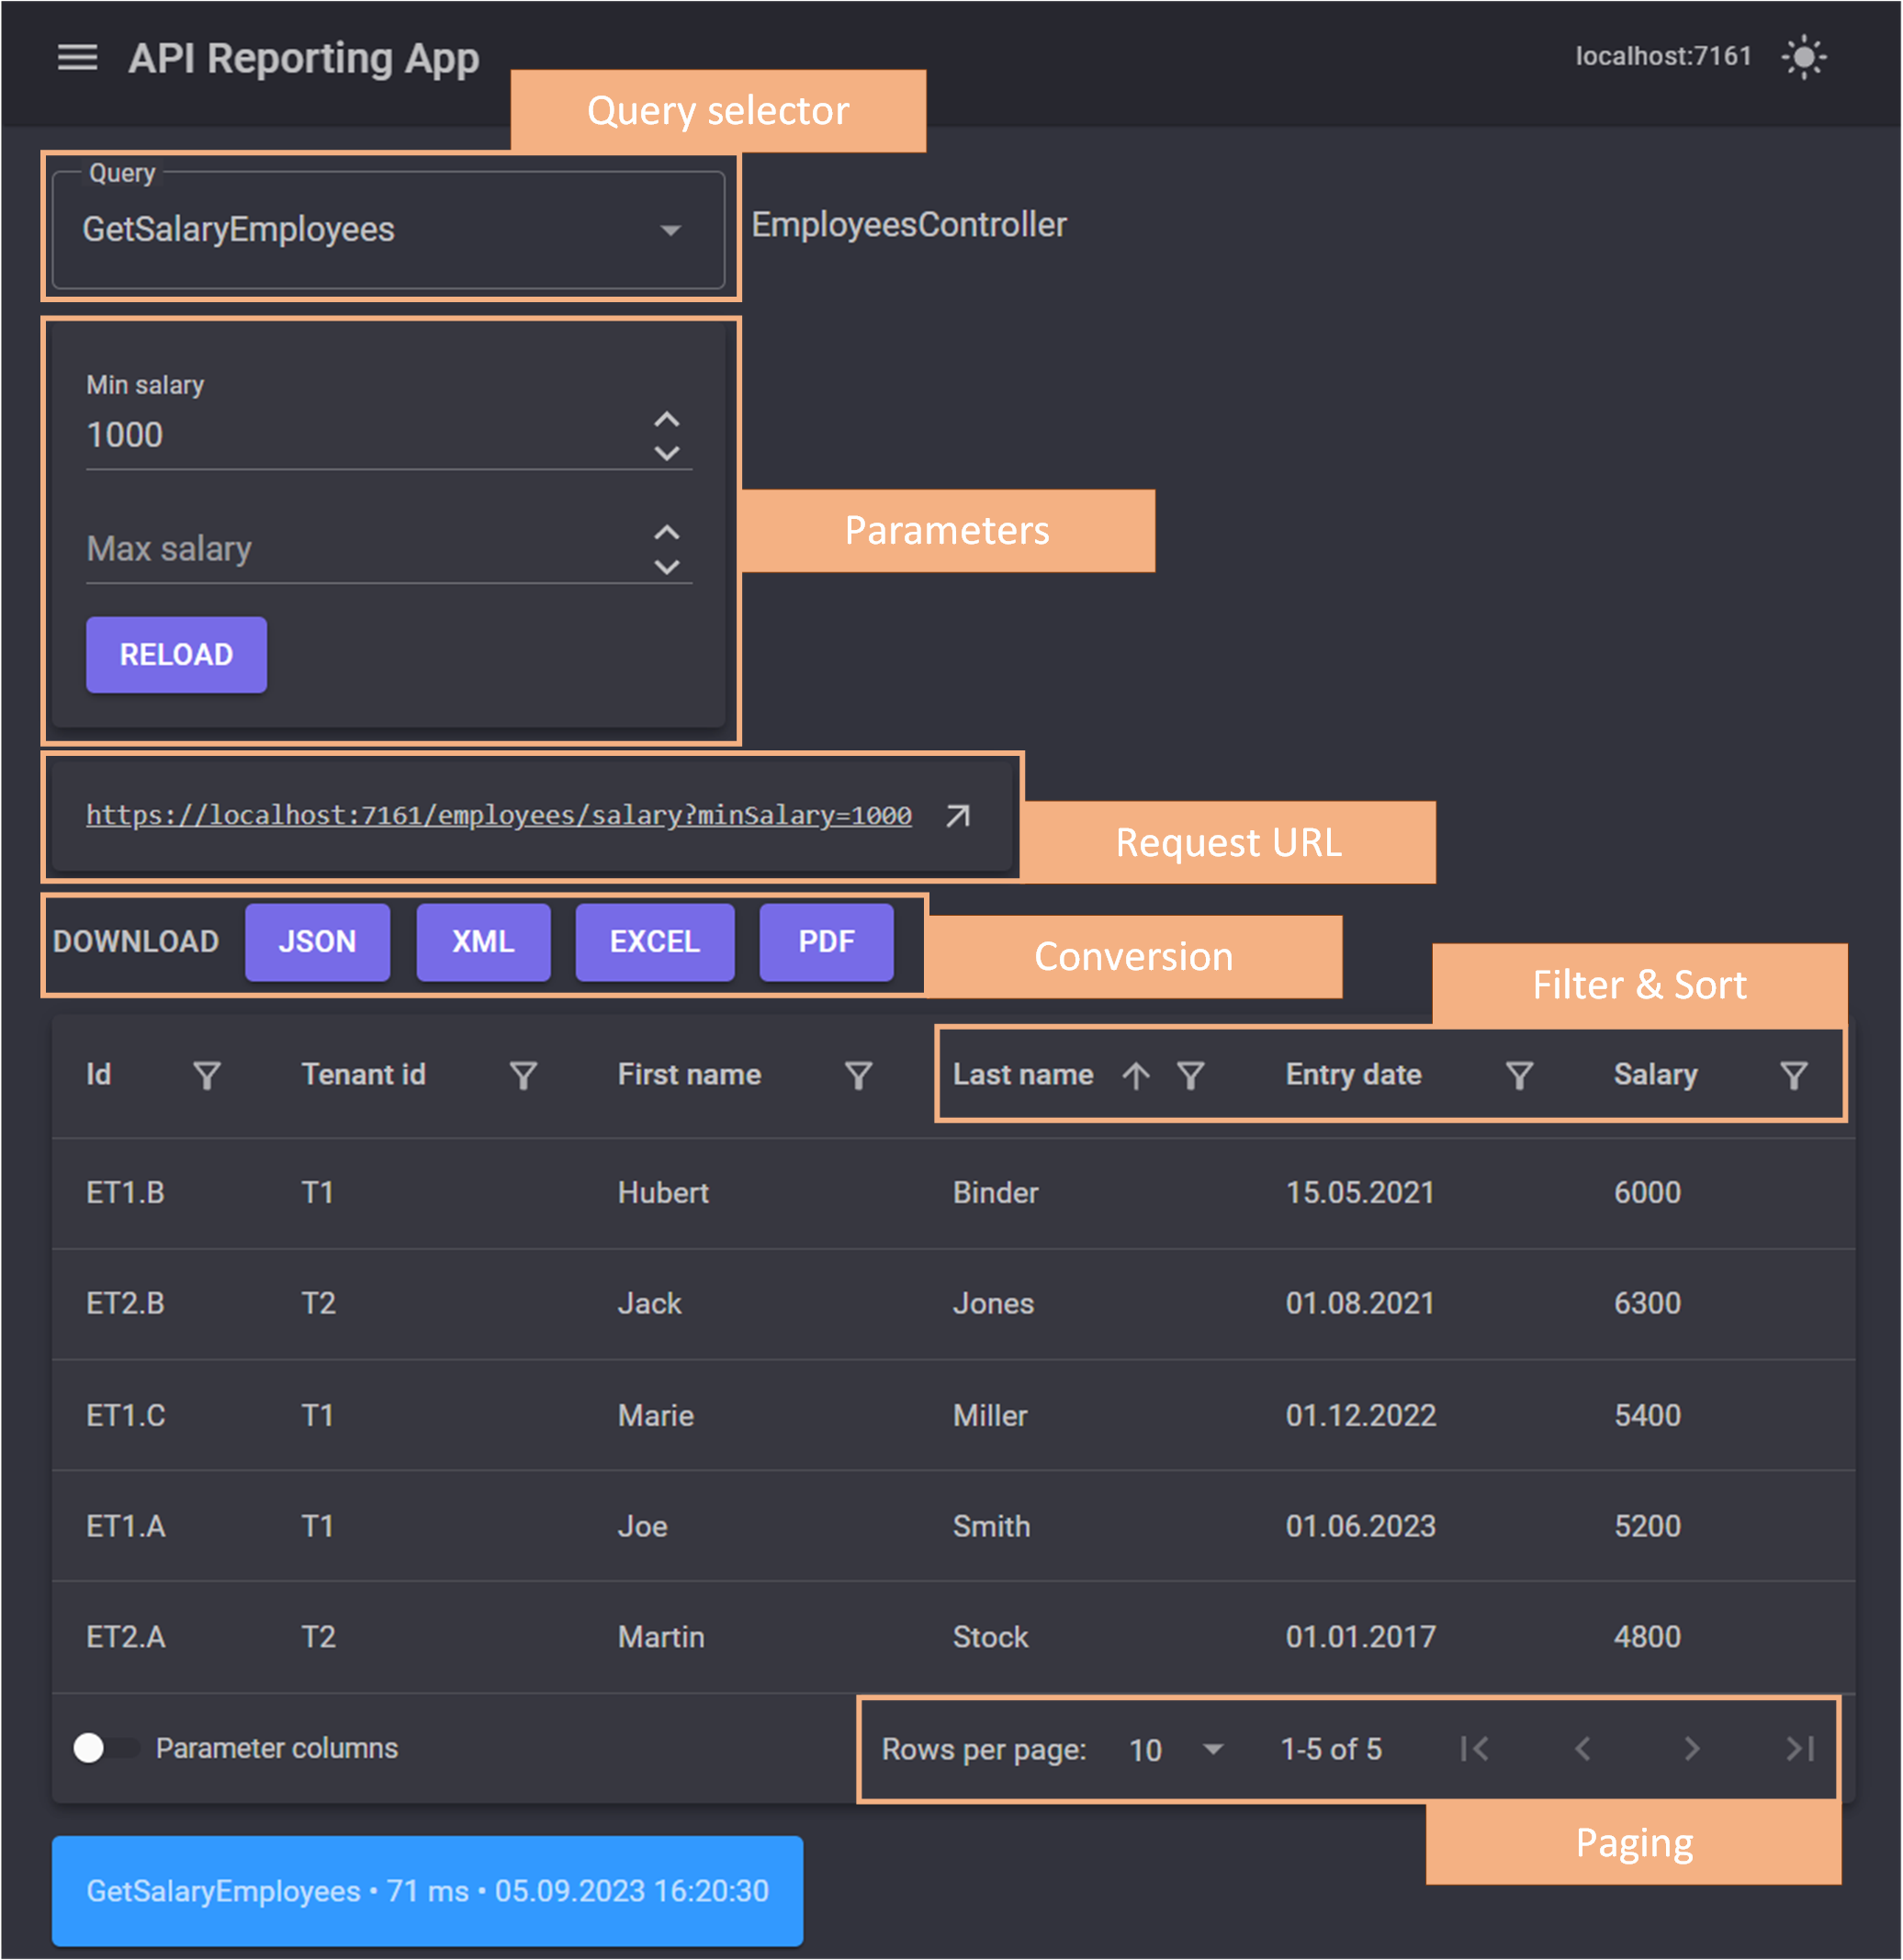 API Reporting App
localhost:7161
Query selector
Query
GetSalaryEmployees
EmployeesController
Min salary
1000
Parameters
Max salary
RELOAD
https://localhost:7161/employees/salary?minSalary=1000
Request URL
DOWNLOAD JSON XML EXCEL PDF
Conversion
Filter & Sort
Id Tenant id First name Last name Entry date Salary
ET1.B T1 Hubert Binder 15.05.2021 6000
ET2.B T2 Jack Jones 01.08.2021 6300
ET1.C T1 Marie Miller 01.12.2022 5400
ET1.A T1 Joe Smith 01.06.2023 5200
ET2.A T2 Martin Stock 01.01.2017 4800
Parameter columns Rows per page: 10 1-5 of 5
Paging
GetSalaryEmployees • 71 ms • 05.09.2023 16:20:30